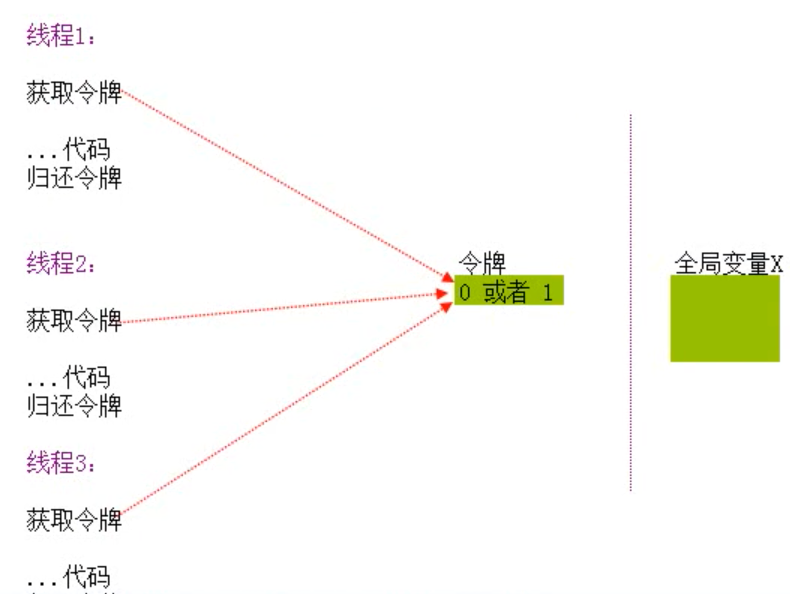 线程1：
获取令牌
...代码
归还令牌
线程2：
获取令牌
...代码
归还令牌
令牌
0 或者 1
全局变量X
线程3：
获取令牌
...代码